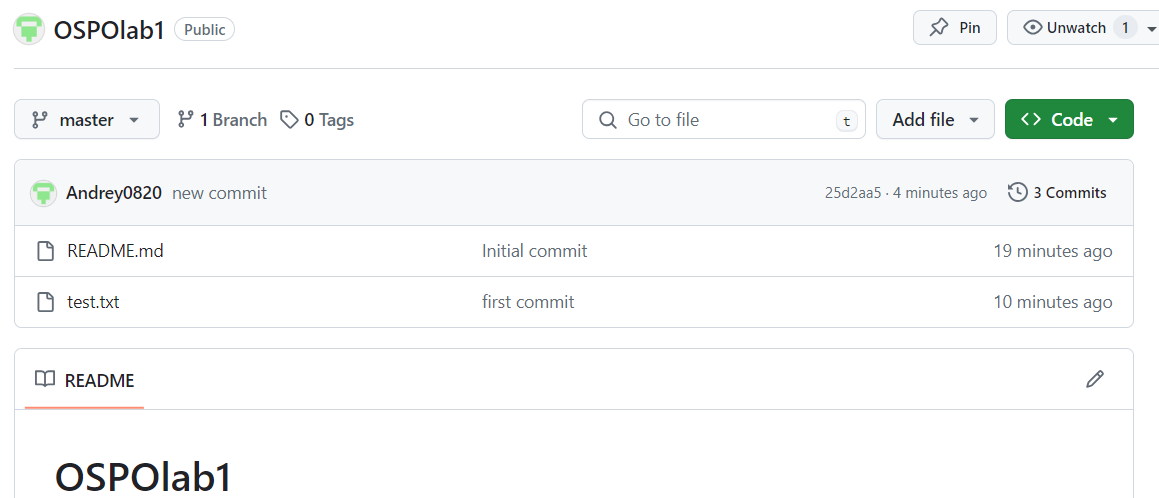 OSPOlab1 Public Pin Unwatch 1
master 1 Branch 0 Tags Go to file t Add file Code
Andrey0820 new commit 25d2aa5 · 4 minutes ago 3 Commits
README.md Initial commit 19 minutes ago
test.txt first commit 10 minutes ago
README
OSPOlab1